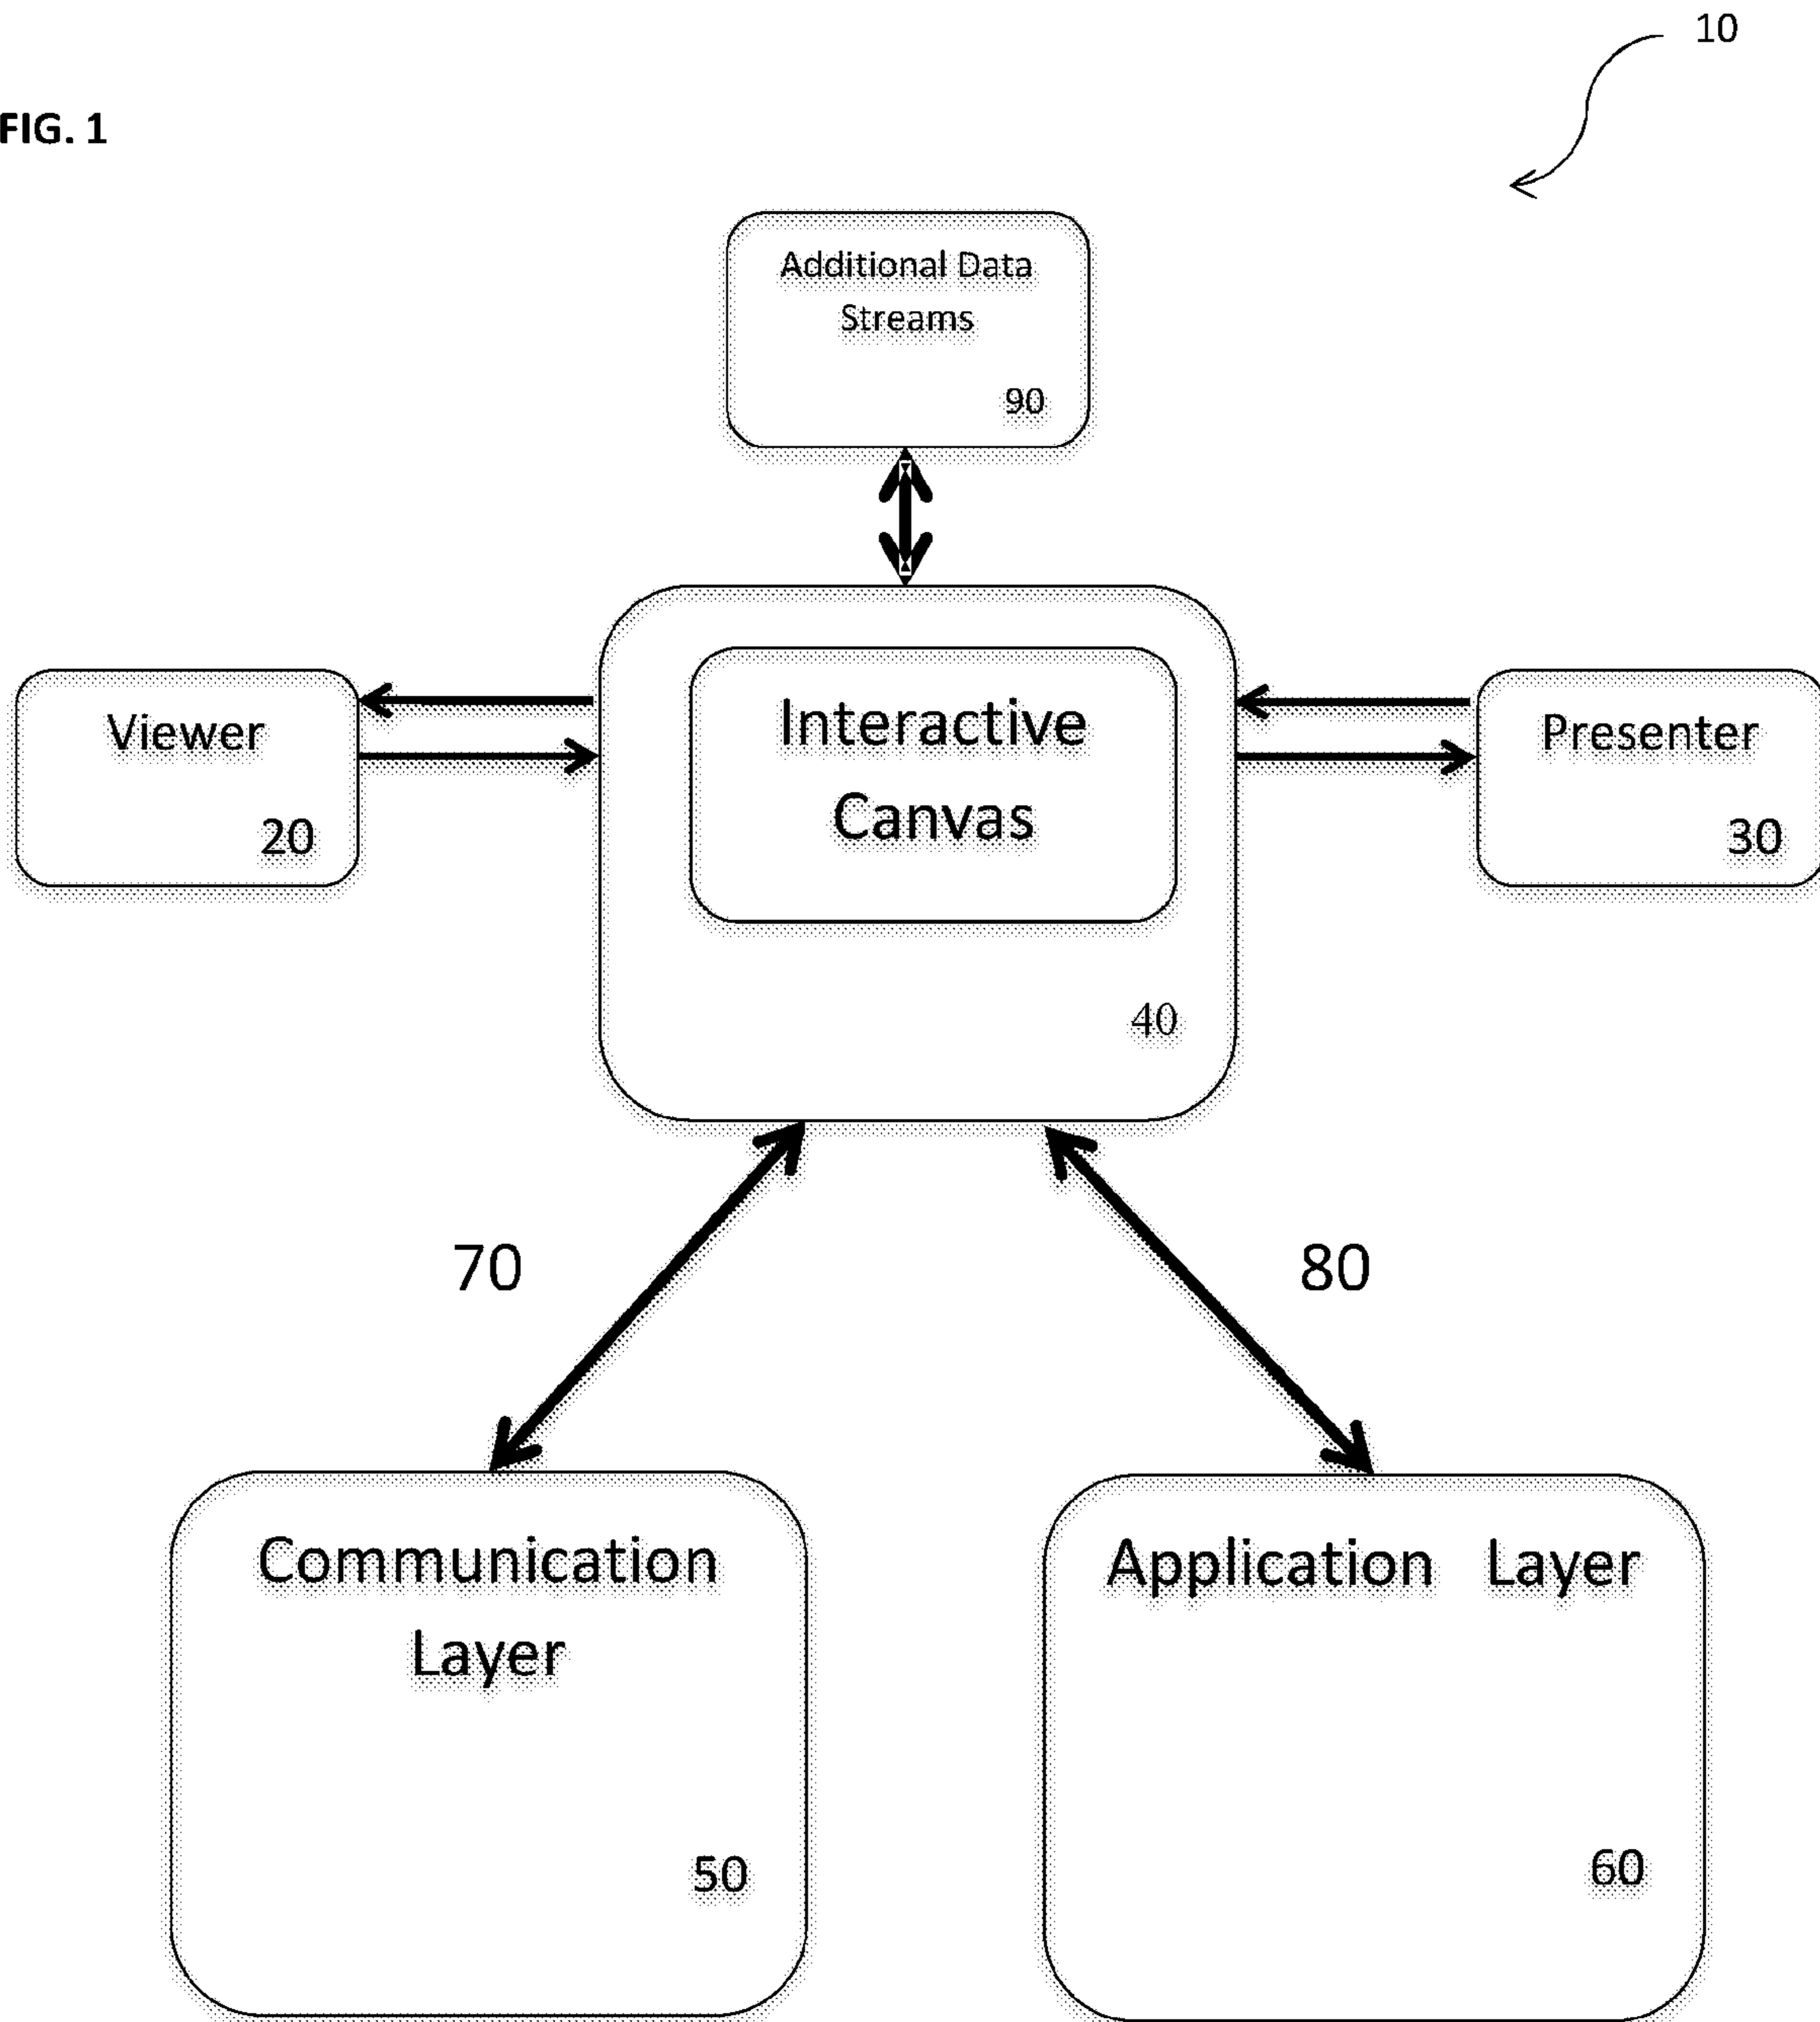 10
FIG. 1
Additional Data
Streams
90
Viewer
20
Interactive
Canvas
40
Presenter
30
70
80
Communication
Layer
50
Application Layer
60